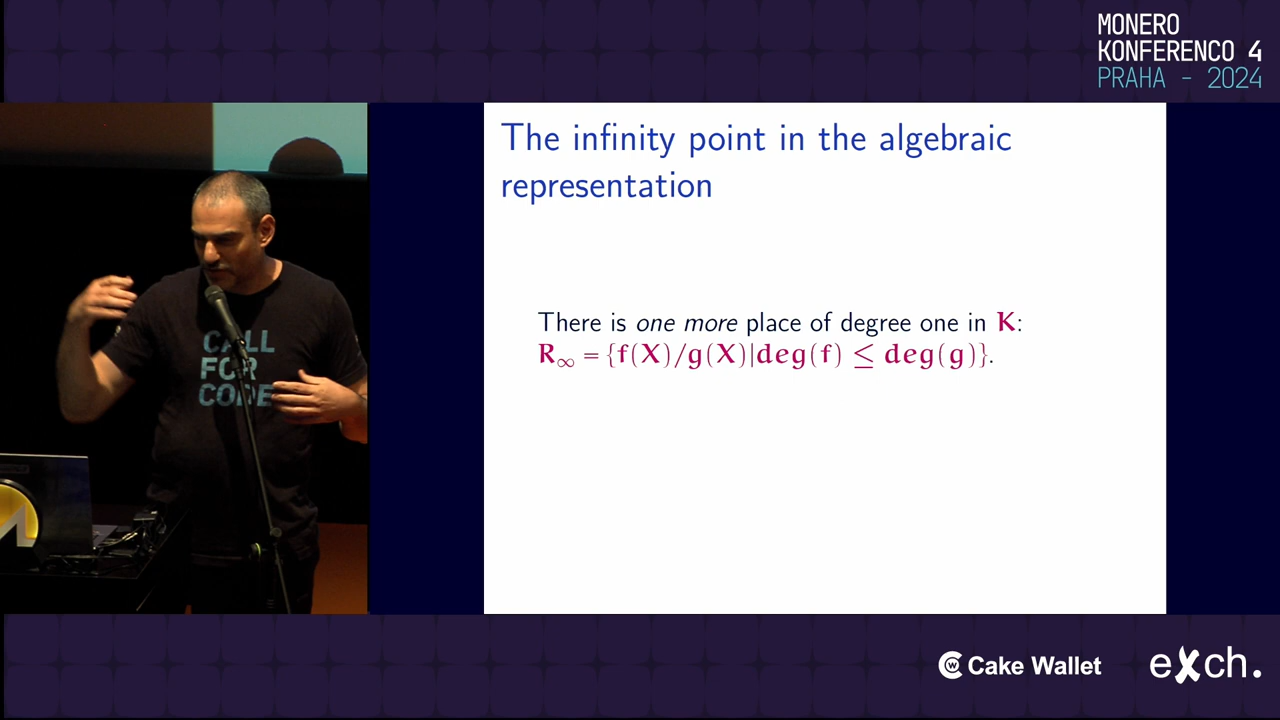 MONERO
KONFERENCO 4
PRAHA - 2024
The infinity point in the algebraic
representation
There is one more place of degree one in K:
R∞ = {f(X)/g(X)|deg(f) ≤ deg(g)}.
CALL
FOR
CODE
Cake Wallet
exch.